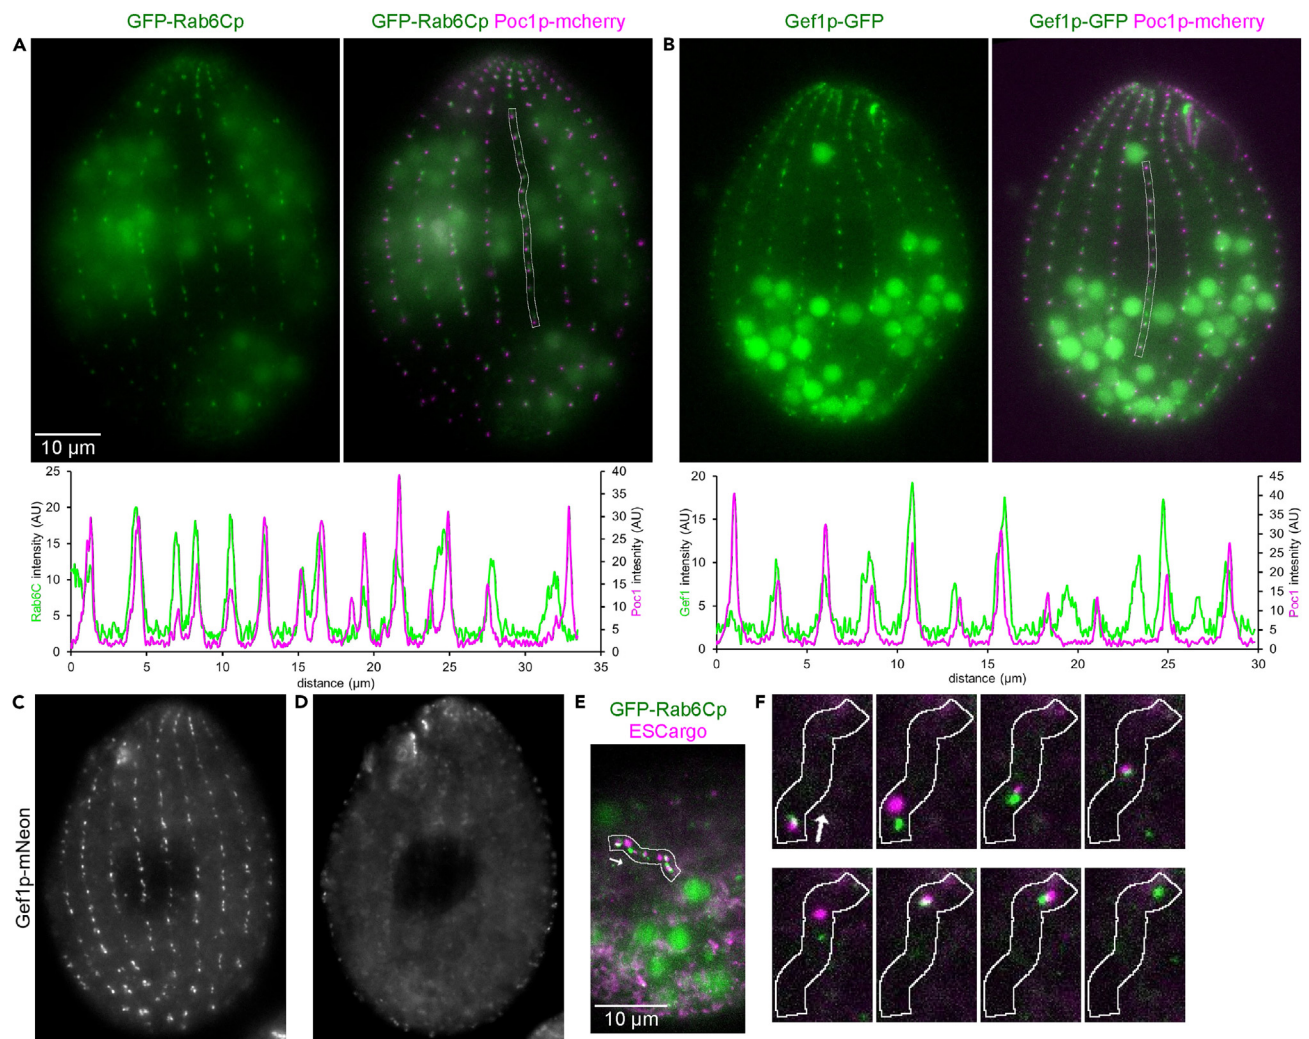 GFP-Rab6Cp
GFP-Rab6Cp Poc1p-mcherry
Gef1p-GFP
Gef1p-GFP Poc1p-mcherry
A
B
10 µm
25
20
15
10
5
0
Rab6C intensity (AU)
40
35
30
25
20
15
10
5
0
Poc1 intesnity (AU)
0 5 10 15 20 25 30 35
distance (µm)
20
15
10
5
0
Gef1 intensity (AU)
45
40
35
30
25
20
15
10
5
0
Poc1 intesnity (AU)
0 5 10 15 20 25 30
distance (µm)
C
D
E
F
Gef1p-mNeon
GFP-Rab6Cp
ESCargo
10 µm